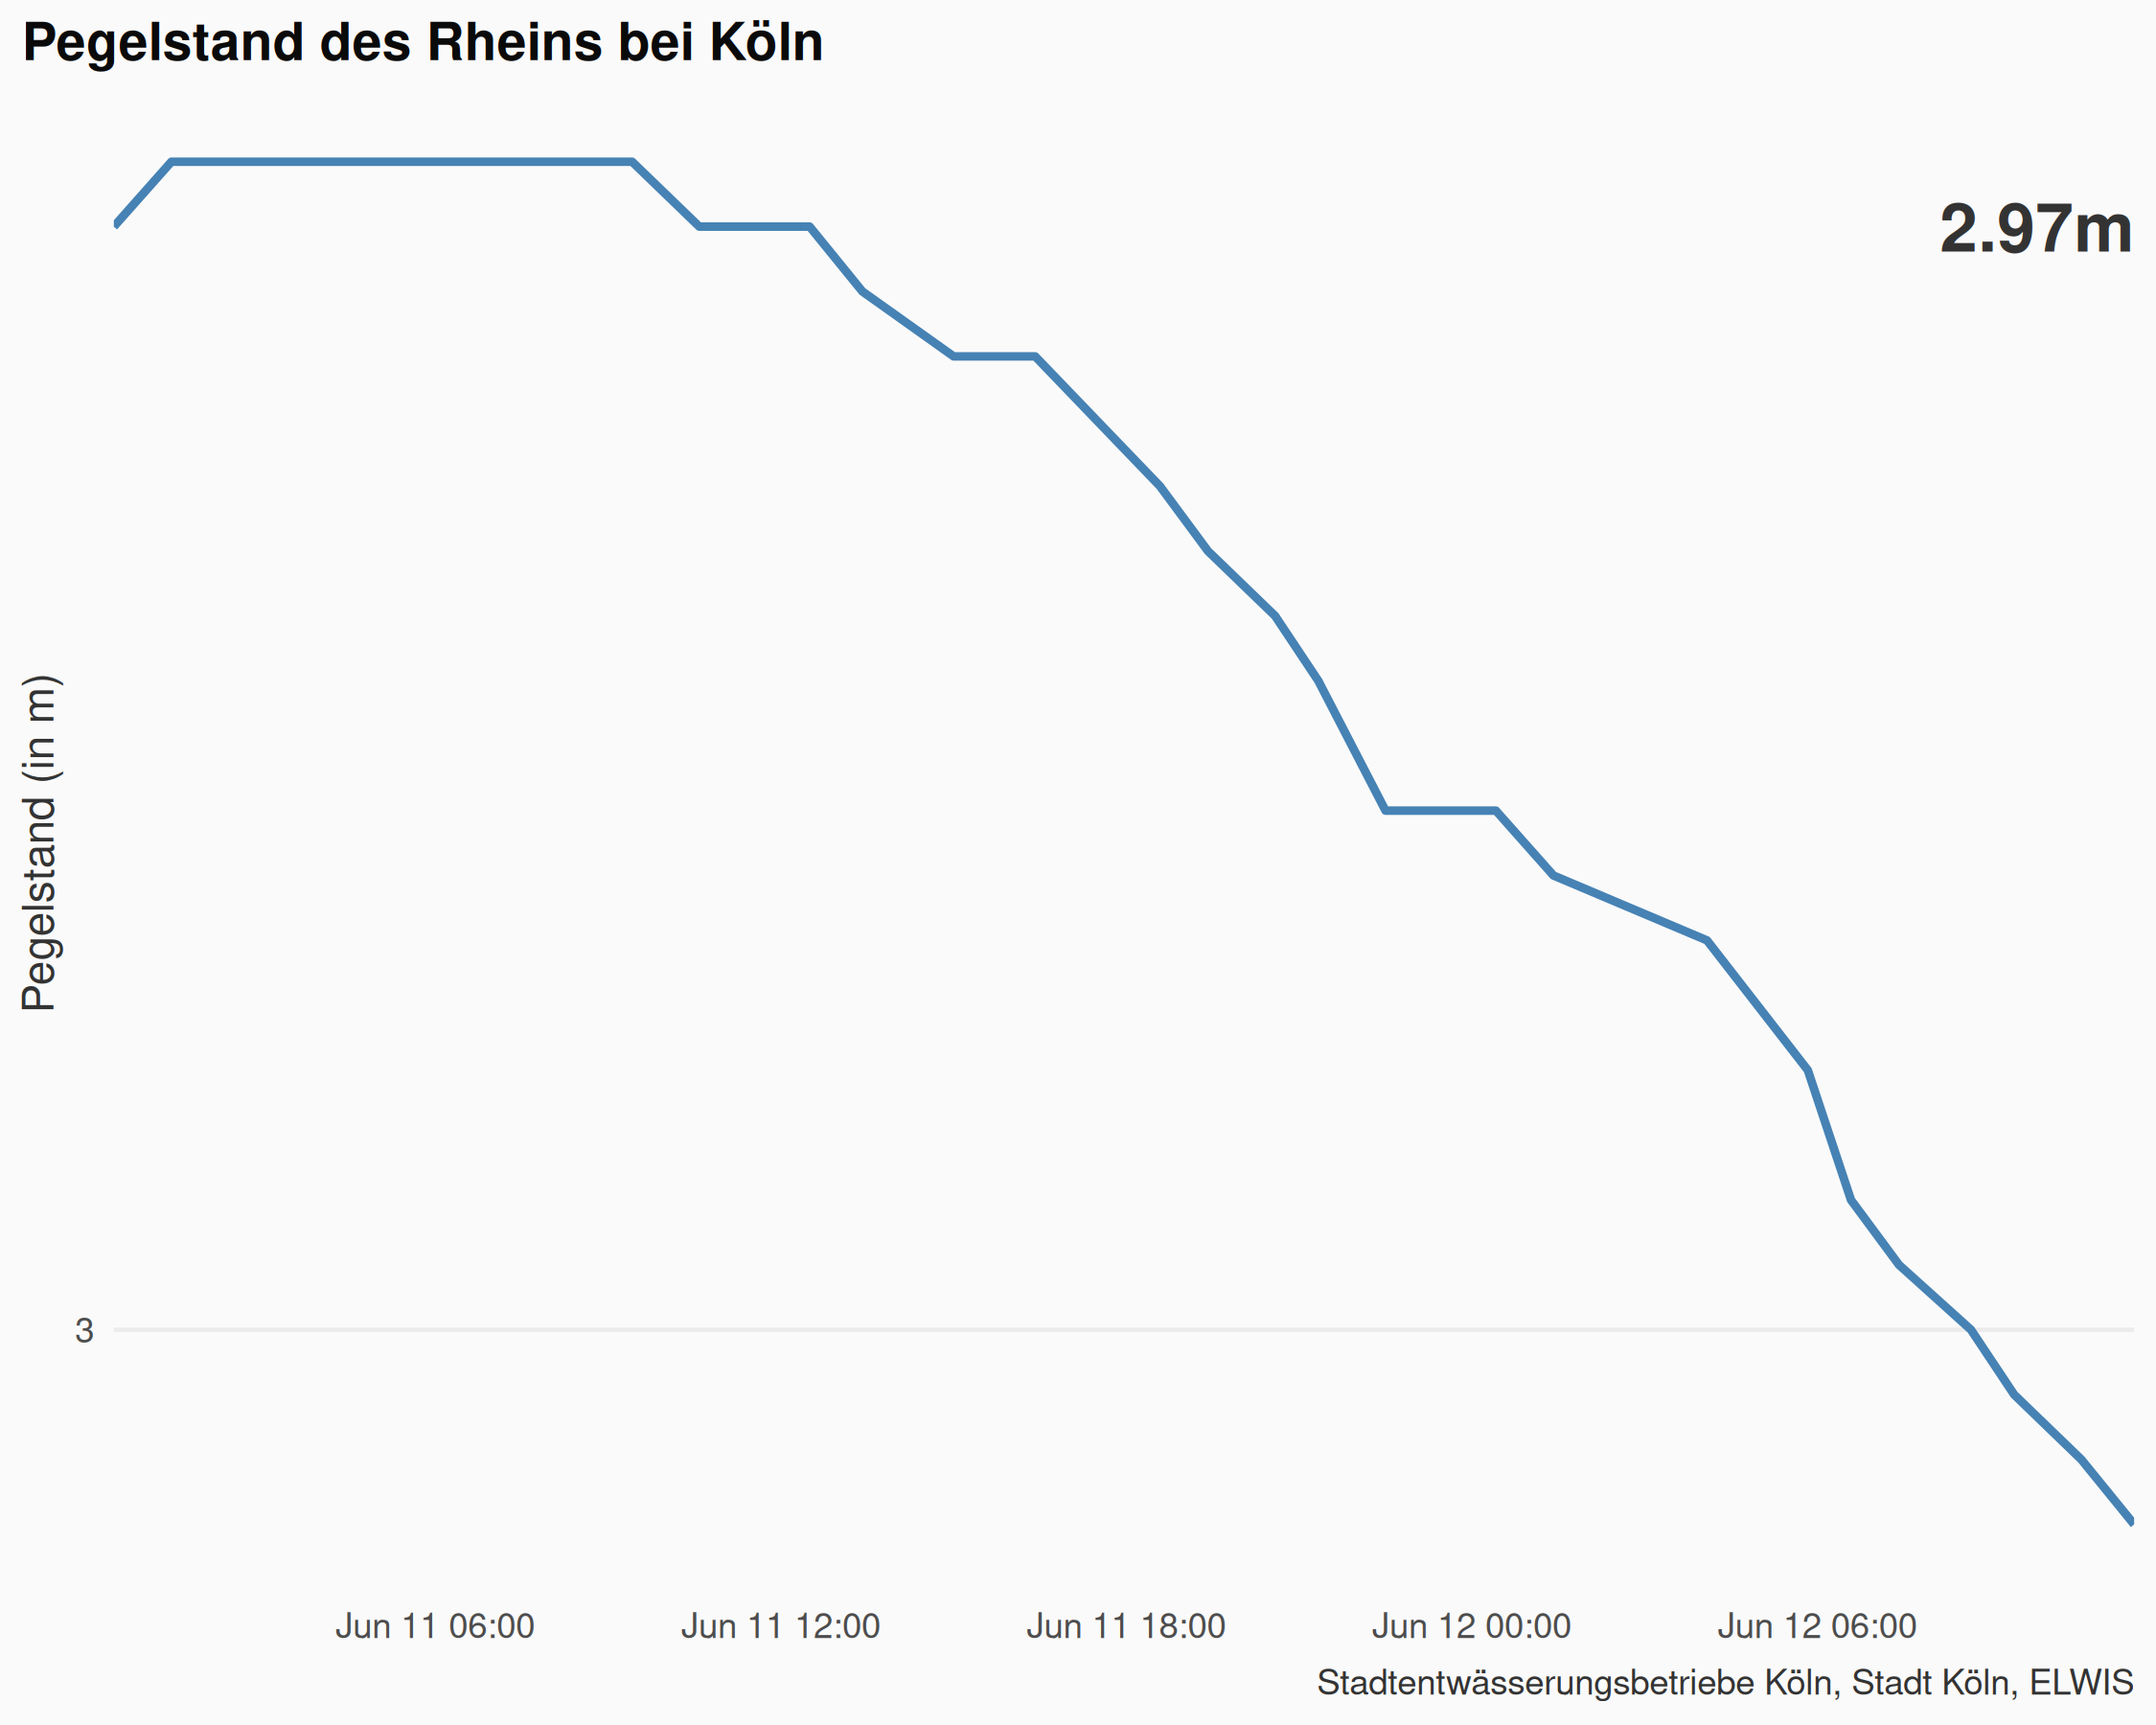 Pegelstand des Rheins bei Köln
2.97m
Pegelstand (in m)
3
Jun 11 06:00
Jun 11 12:00
Jun 11 18:00
Jun 12 00:00
Jun 12 06:00
Stadtentwässerungsbetriebe Köln, Stadt Köln, ELWIS